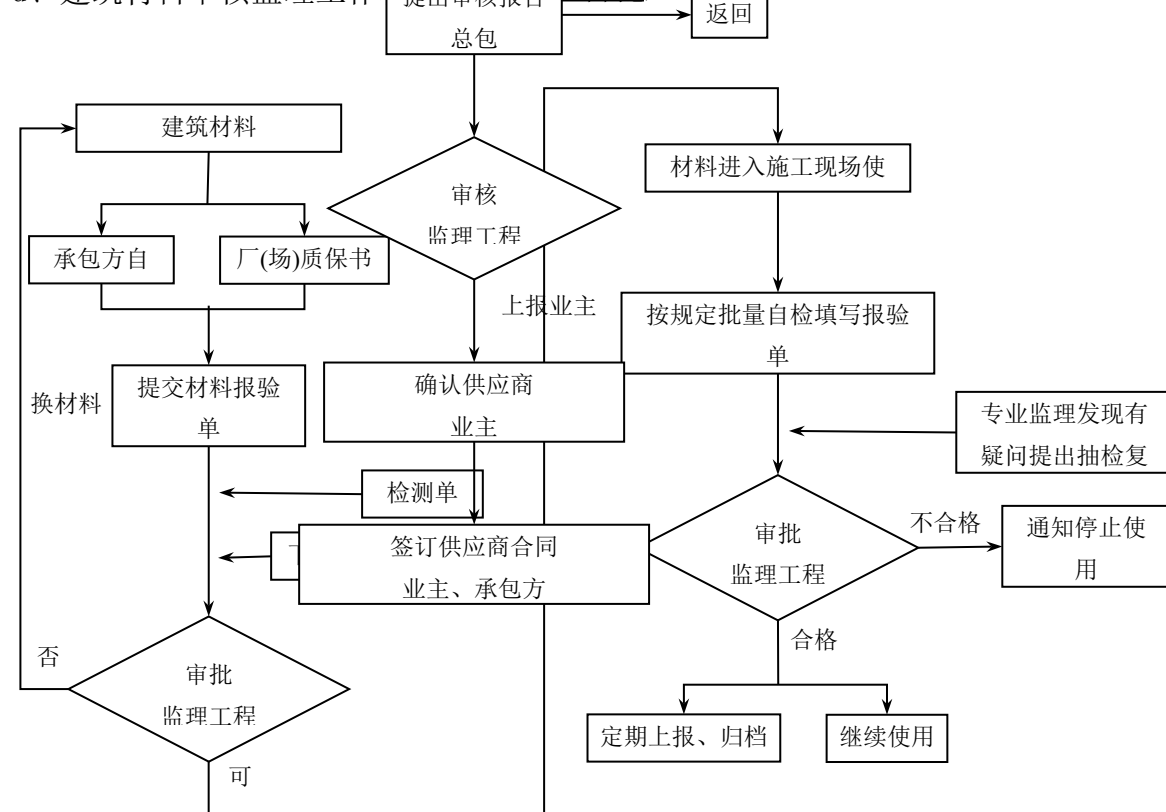 提出审核报告
总包
返回
建筑材料
审核
监理工程
材料进入施工现场使
承包方自
厂(场)质保书
上报业主
按规定批量自检填写报验
单
换材料
提交材料报验
单
确认供应商
业主
专业监理发现有
疑问提出抽检复
检测单
签订供应商合同
业主、承包方
审批
监理工程
不合格
通知停止使
用
合格
否
审批
监理工程
定期上报、归档
继续使用
可